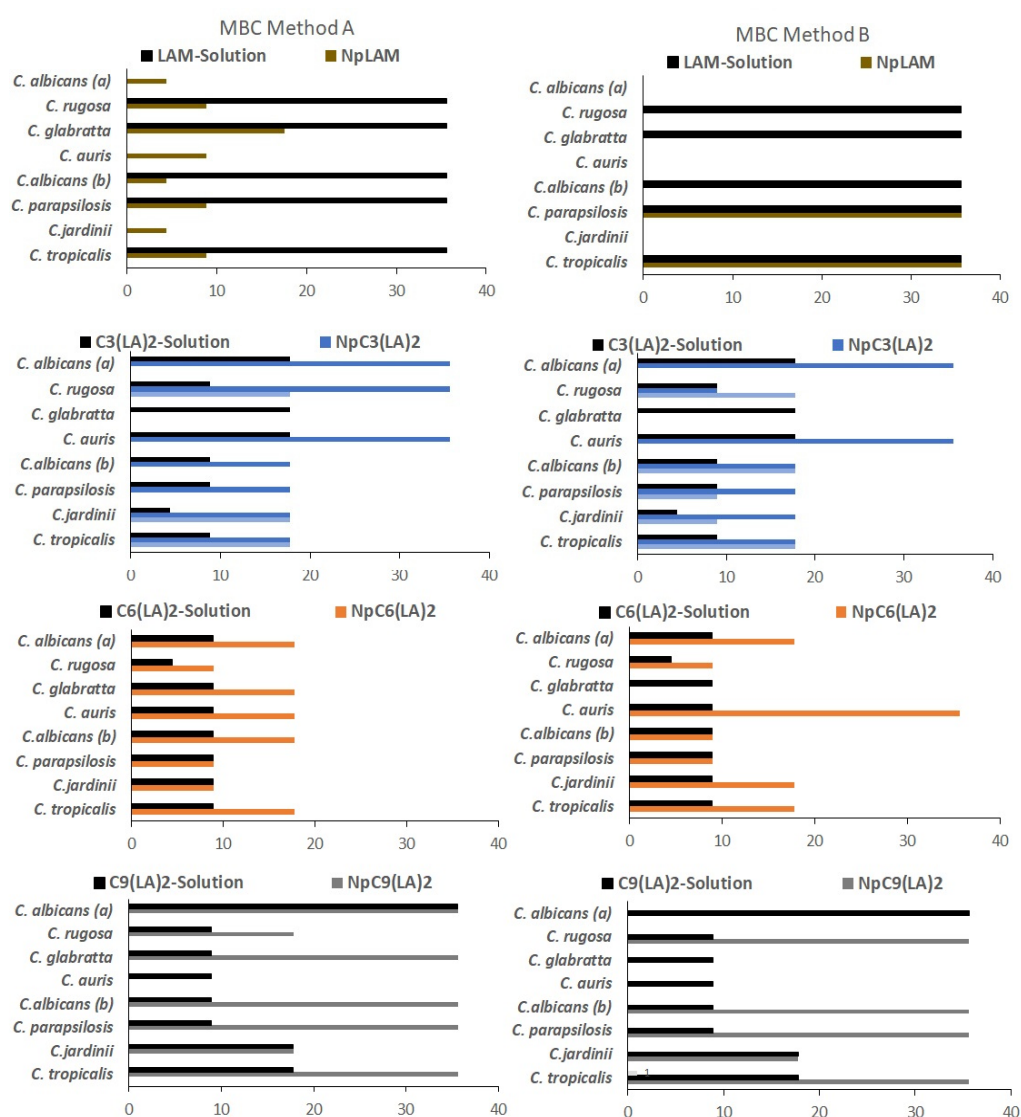 MBC Method A
LAM-Solution NpLAM
C. albicans (a)
C. rugosa
C. glabratta
C. auris
C.albicans (b)
C. parapsilosis
C.jardinii
C. tropicalis
0 10 20 30 40
MBC Method B
LAM-Solution NpLAM
C. albicans (a)
C. rugosa
C. glabratta
C. auris
C.albicans (b)
C. parapsilosis
C.jardinii
C. tropicalis
0 10 20 30 40
C3(LA)2-Solution NpC3(LA)2
C. albicans (a)
C. rugosa
C. glabratta
C. auris
C.albicans (b)
C. parapsilosis
C.jardinii
C. tropicalis
0 10 20 30 40
C3(LA)2-Solution NpC3(LA)2
C. albicans (a)
C. rugosa
C. glabratta
C. auris
C.albicans (b)
C. parapsilosis
C.jardinii
C. tropicalis
0 10 20 30 40
C6(LA)2-Solution NpC6(LA)2
C. albicans (a)
C. rugosa
C. glabratta
C. auris
C.albicans (b)
C. parapsilosis
C.jardinii
C. tropicalis
0 10 20 30 40
C6(LA)2-Solution NpC6(LA)2
C. albicans (a)
C. rugosa
C. glabratta
C. auris
C.albicans (b)
C. parapsilosis
C.jardinii
C. tropicalis
0 10 20 30 40
C9(LA)2-Solution NpC9(LA)2
C. albicans (a)
C. rugosa
C. glabratta
C. auris
C.albicans (b)
C. parapsilosis
C.jardinii
C. tropicalis
0 10 20 30 40
C9(LA)2-Solution NpC9(LA)2
C. albicans (a)
C. rugosa
C. glabratta
C. auris
C.albicans (b)
C. parapsilosis
C.jardinii
C. tropicalis
1
0 10 20 30 40